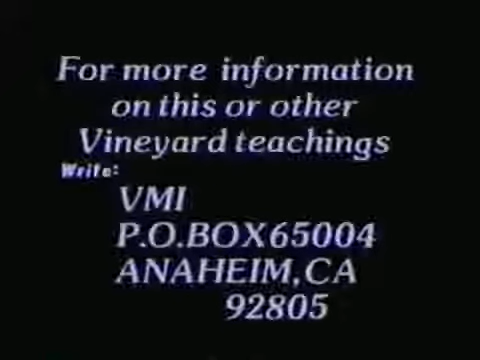 For more information
on this or other
Vineyard teachings
Write:
VMI
P.O.BOX65004
ANAHEIM,CA
92805